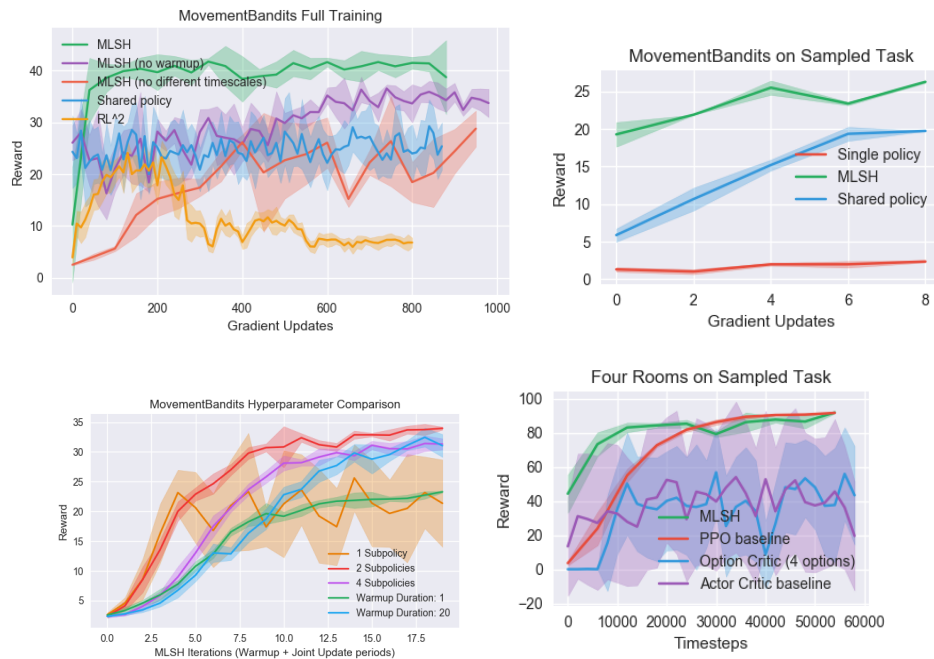 MovementBandits Full Training
MLSH
MLSH (no warmup)
MLSH (no different timescales)
Shared policy
RL^2
Reward
40
30
20
10
0
0 200 400 600 800 1000
Gradient Updates
MovementBandits on Sampled Task
Single policy
MLSH
Shared policy
Reward
25
20
15
10
5
0
0 2 4 6 8
Gradient Updates
MovementBandits Hyperparameter Comparison
Reward
35
30
25
20
15
10
5
1 Subpolicy
2 Subpolicies
4 Subpolicies
Warmup Duration: 1
Warmup Duration: 20
0.0 2.5 5.0 7.5 10.0 12.5 15.0 17.5
MLSH Iterations (Warmup + Joint Update periods)
Four Rooms on Sampled Task
Reward
100
80
60
40
20
0
−20
MLSH
PPO baseline
Option Critic (4 options)
Actor Critic baseline
0 10000 20000 30000 40000 50000 60000
Timesteps